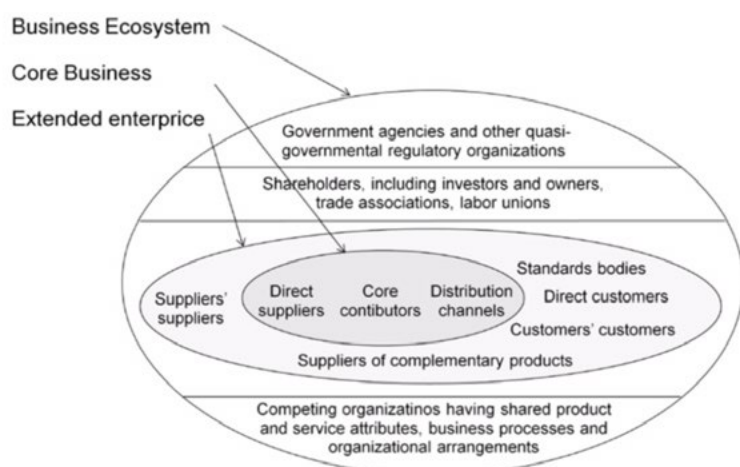 Business Ecosystem
Core Business
Extended enterprice
Government agencies and other quasi-
governmental regulatory organizations
Shareholders, including investors and owners,
trade associations, labor unions
Standards bodies
Suppliers'
suppliers
Direct
suppliers
Core
contibutors
Distribution
channels
Direct customers
Customers' customers
Suppliers of complementary products
Competing organizatinos having shared product
and service attributes, business processes and
organizational arrangements